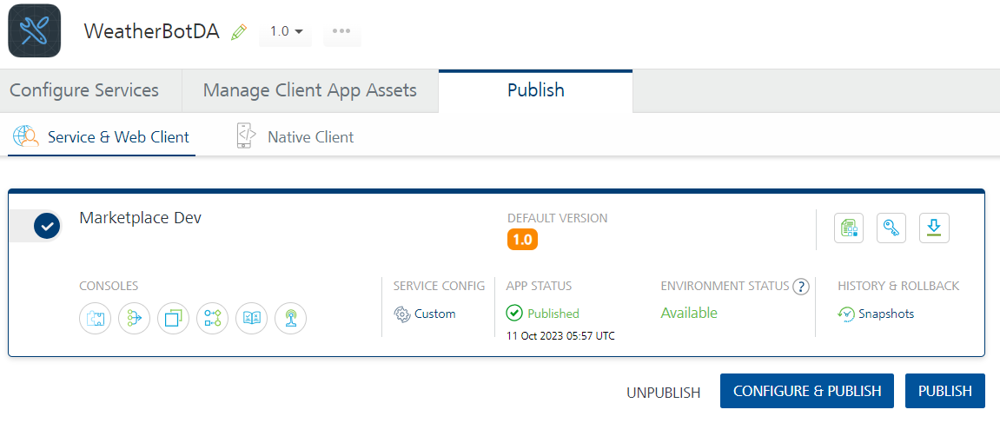 WeatherBotDA 1.0
Configure Services Manage Client App Assets Publish
Service & Web Client Native Client
Marketplace Dev
DEFAULT VERSION
1.0
CONSOLES
SERVICE CONFIG
Custom
APP STATUS
Published
11 Oct 2023 05:57 UTC
ENVIRONMENT STATUS ?
Available
HISTORY & ROLLBACK
Snapshots
UNPUBLISH CONFIGURE & PUBLISH PUBLISH